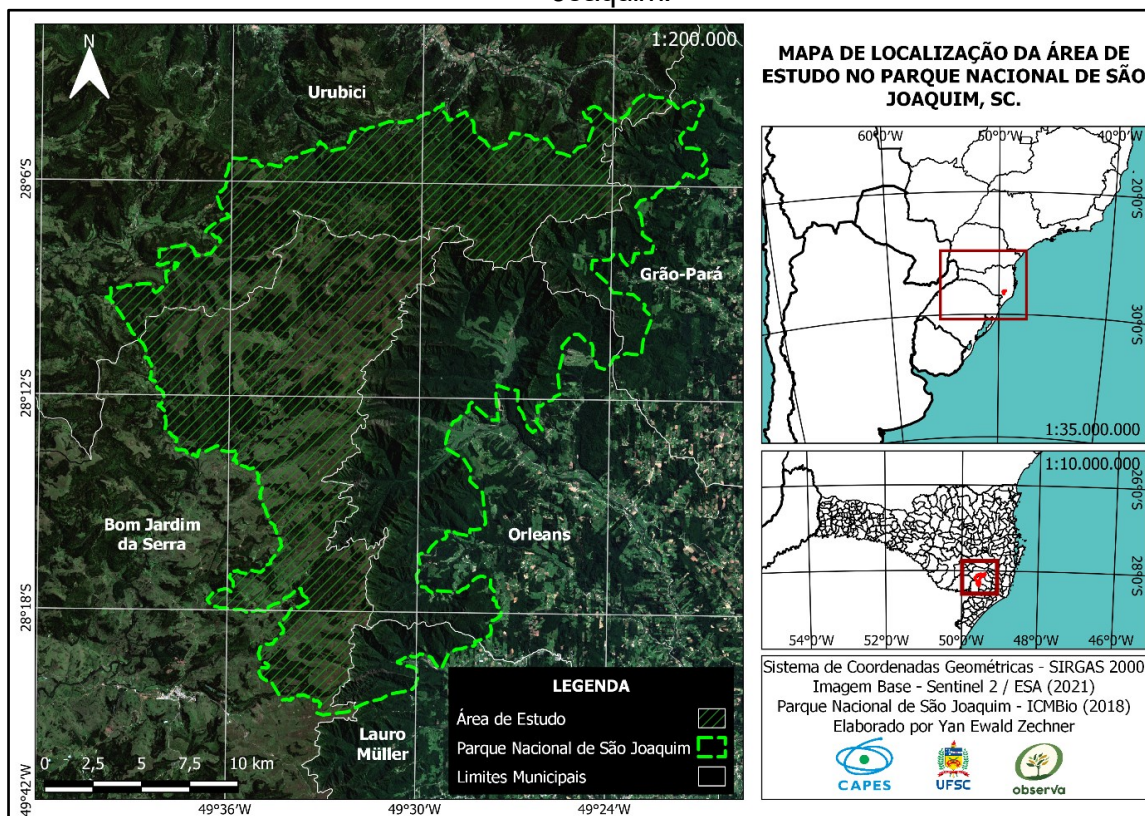 Joaquim.
N
1:200.000
Urubici
Grão-Pará
Bom Jardim
da Serra
Orleans
Lauro
Müller
28°6'S
28°12'S
28°18'S
49°42'W
49°36'W
49°30'W
49°24'W
0
2,5
5
7,5
10 km
LEGENDA
Área de Estudo
Parque Nacional de São Joaquim
Limites Municipais
MAPA DE LOCALIZAÇÃO DA ÁREA DE
ESTUDO NO PARQUE NACIONAL DE SÃO
JOAQUIM, SC.
60°0'W
50°0'W
40°0'W
20°0'S
30°0'S
1:35.000.000
1:10.000.000
26°0'S
28°0'S
54°0'W
52°0'W
50°0'W
48°0'W
46°0'W
Sistema de Coordenadas Geométricas - SIRGAS 2000
Imagem Base - Sentinel 2 / ESA (2021)
Parque Nacional de São Joaquim - ICMBio (2018)
Elaborado por Yan Ewald Zechner
CAPES
UFSC
observa